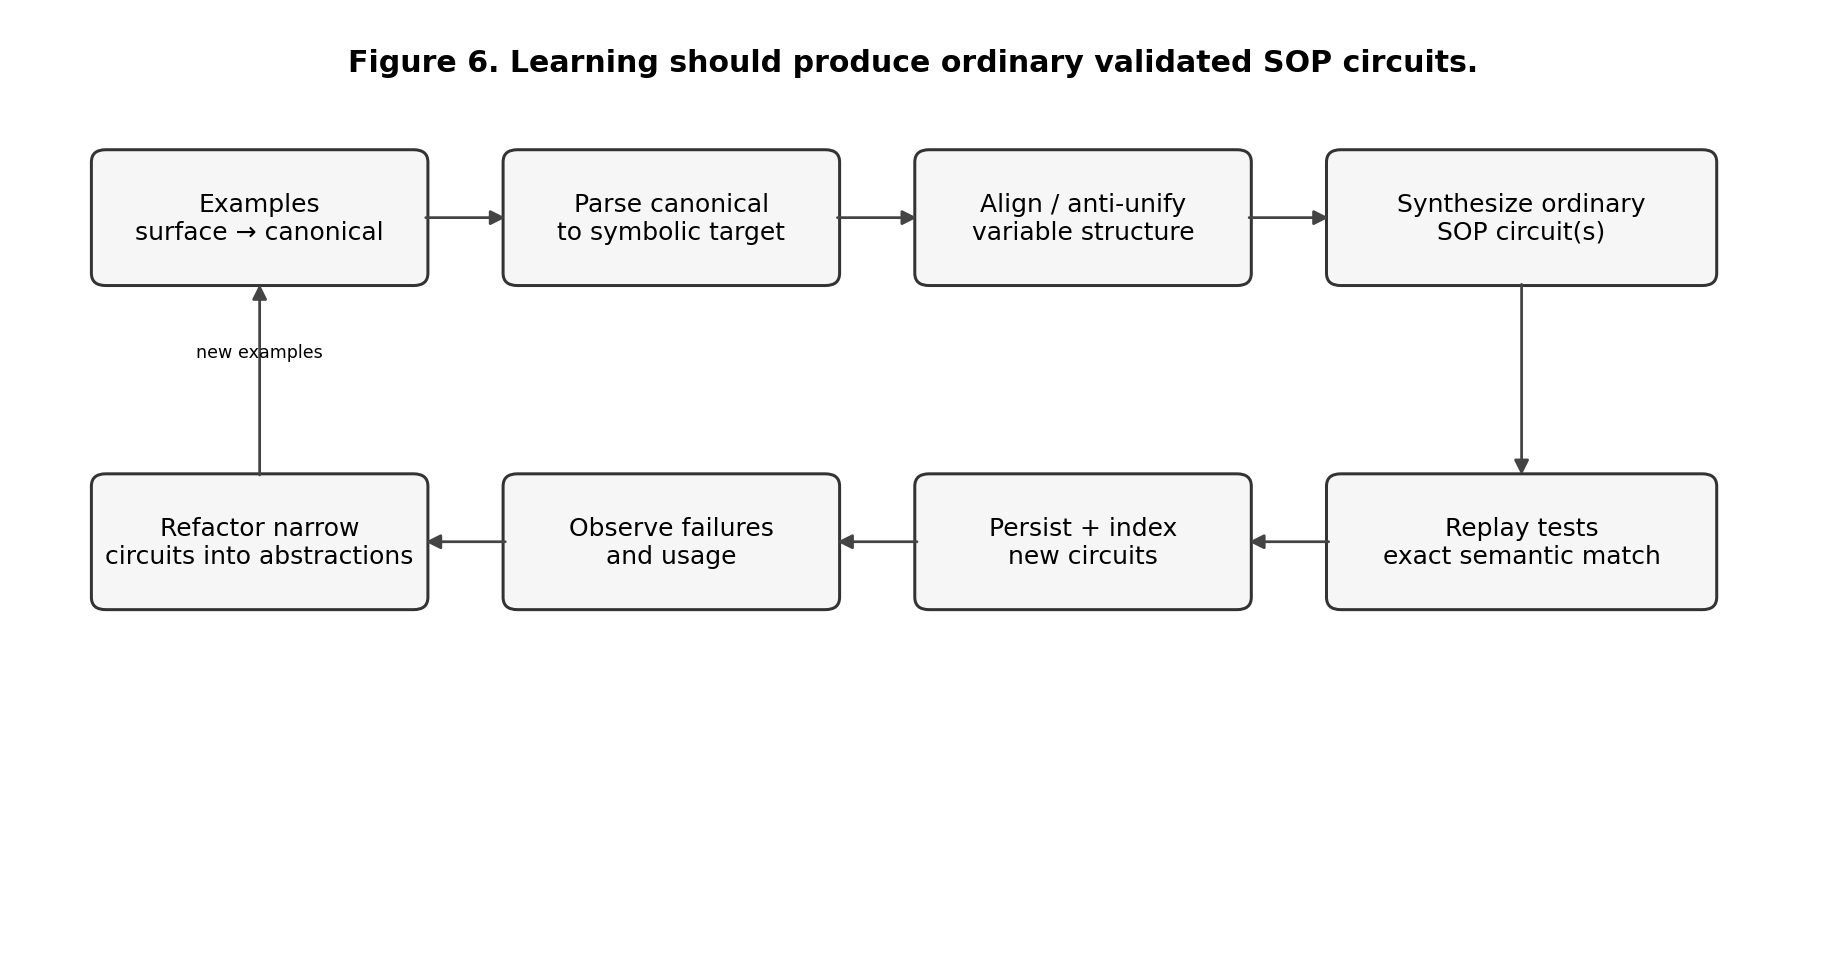 Figure 6. Learning should produce ordinary validated SOP circuits.
Examples
surface → canonical
Parse canonical
to symbolic target
Align / anti-unify
variable structure
Synthesize ordinary
SOP circuit(s)
new examples
Refactor narrow
circuits into abstractions
Observe failures
and usage
Persist + index
new circuits
Replay tests
exact semantic match